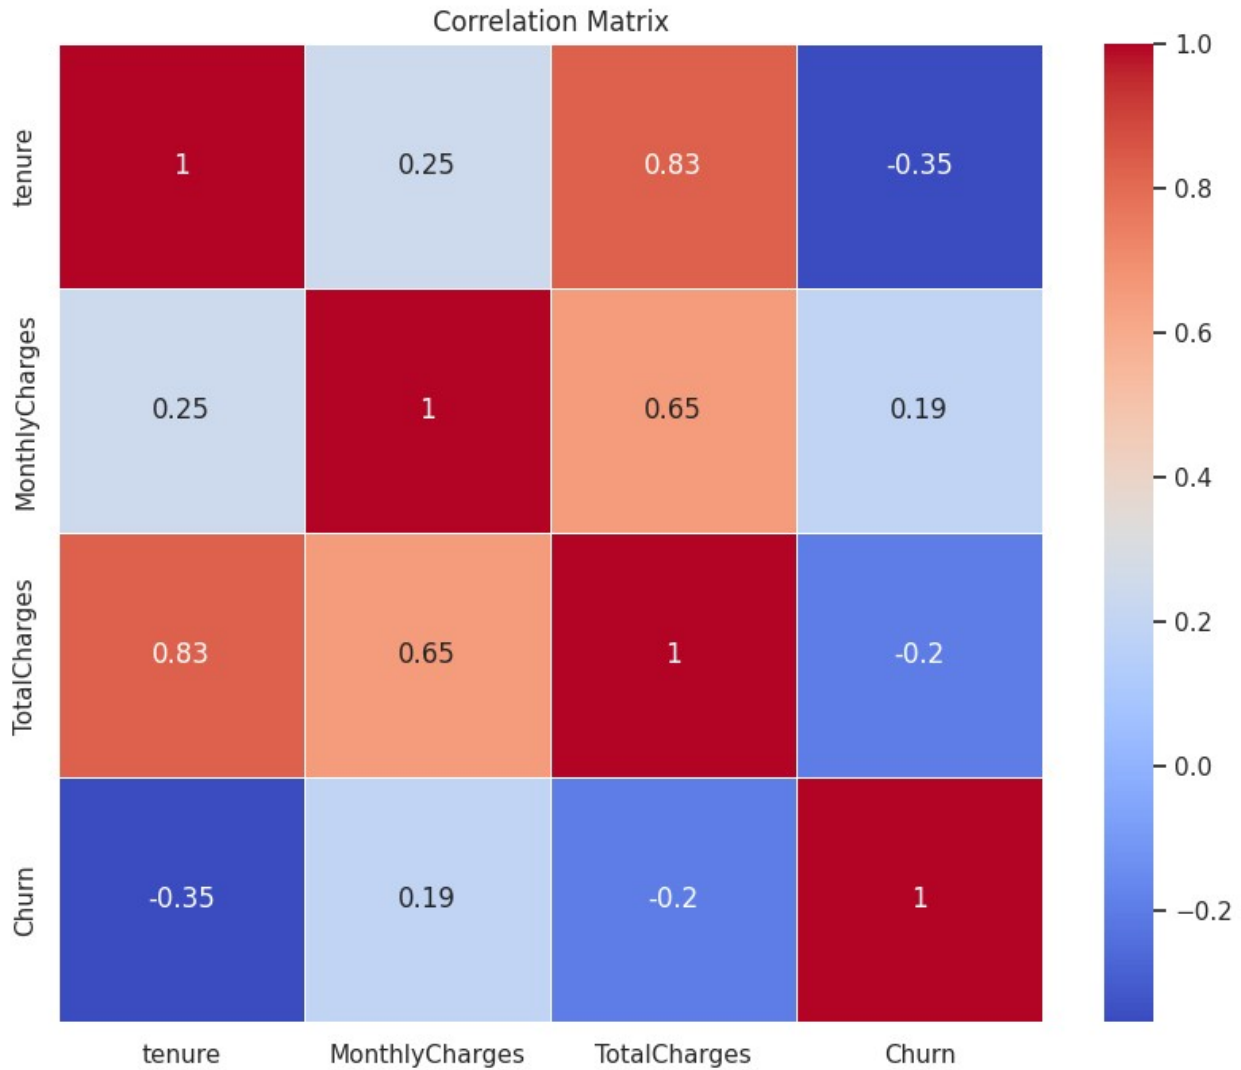 Correlation Matrix
tenure
1
0.25
0.83
-0.35
MonthlyCharges
0.25
1
0.65
0.19
TotalCharges
0.83
0.65
1
-0.2
Churn
-0.35
0.19
-0.2
1
tenure
MonthlyCharges
TotalCharges
Churn
1.0
0.8
0.6
0.4
0.2
0.0
−0.2